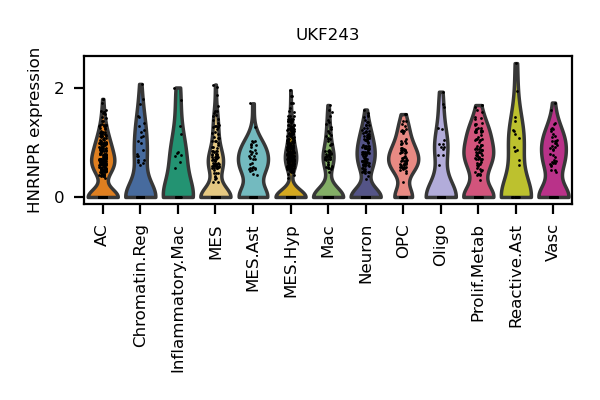 UKF243
HNRNPR expression
2
0
AC
Chromatin.Reg
Inflammatory.Mac
MES
MES.Ast
MES.Hyp
Mac
Neuron
OPC
Oligo
Prolif.Metab
Reactive.Ast
Vasc